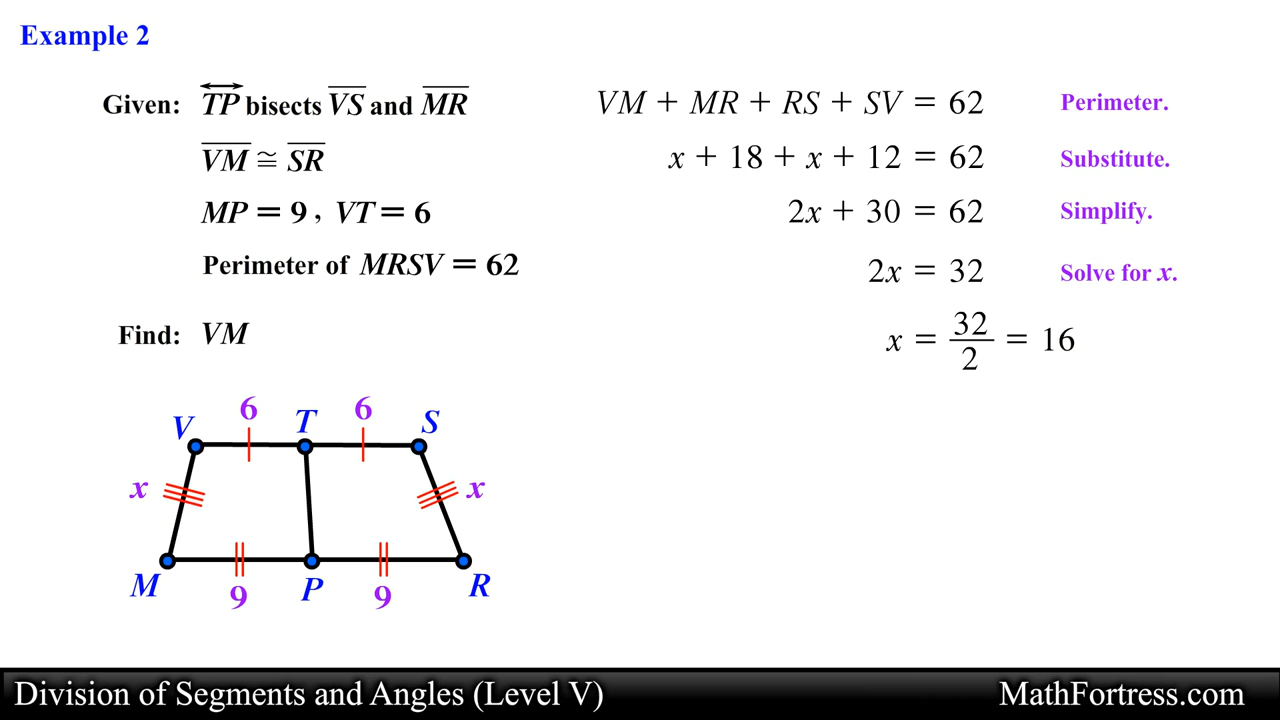 Example 2
Given: TP bisects VS and MR
VM ≅ SR
MP = 9 , VT = 6
Perimeter of MRSV = 62
Find: VM
VM + MR + RS + SV = 62 Perimeter.
x + 18 + x + 12 = 62 Substitute.
2x + 30 = 62 Simplify.
2x = 32 Solve for x.
x = 32/2 = 16
6 6
V T S
x x
M P R
9 9
Division of Segments and Angles (Level V)
MathFortress.com